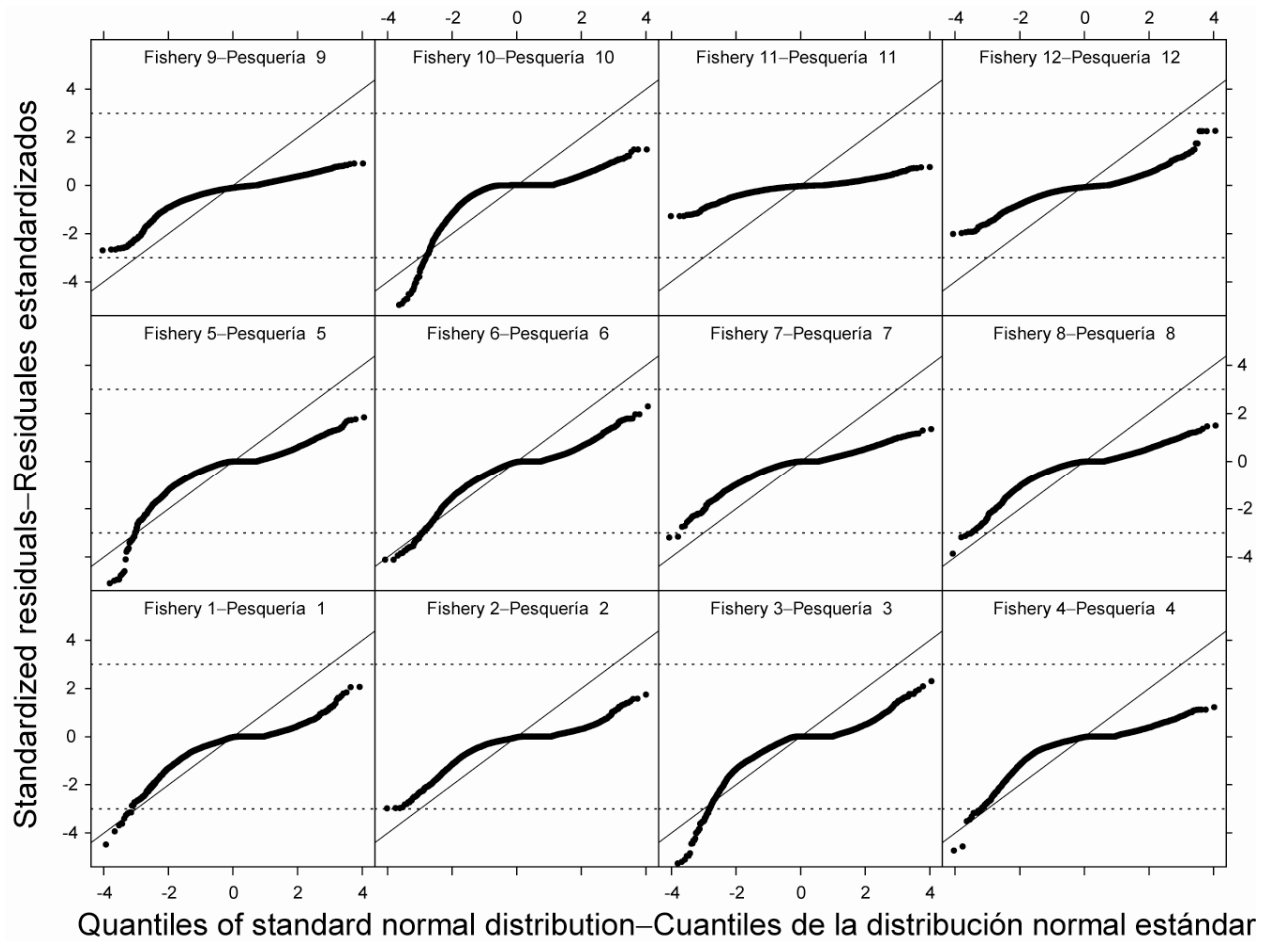 -4 -2 0 2 4 -4 -2 0 2 4
Fishery 9–Pesquería 9
Fishery 10–Pesquería 10
Fishery 11–Pesquería 11
Fishery 12–Pesquería 12
4
2
0
-2
-4
Fishery 5–Pesquería 5
Fishery 6–Pesquería 6
Fishery 7–Pesquería 7
Fishery 8–Pesquería 8
4
2
0
-2
-4
Fishery 1–Pesquería 1
Fishery 2–Pesquería 2
Fishery 3–Pesquería 3
Fishery 4–Pesquería 4
4
2
0
-2
-4
-4 -2 0 2 4 -4 -2 0 2 4
Standardized residuals–Residuales estandarizados
Quantiles of standard normal distribution–Cuantiles de la distribución normal estándar